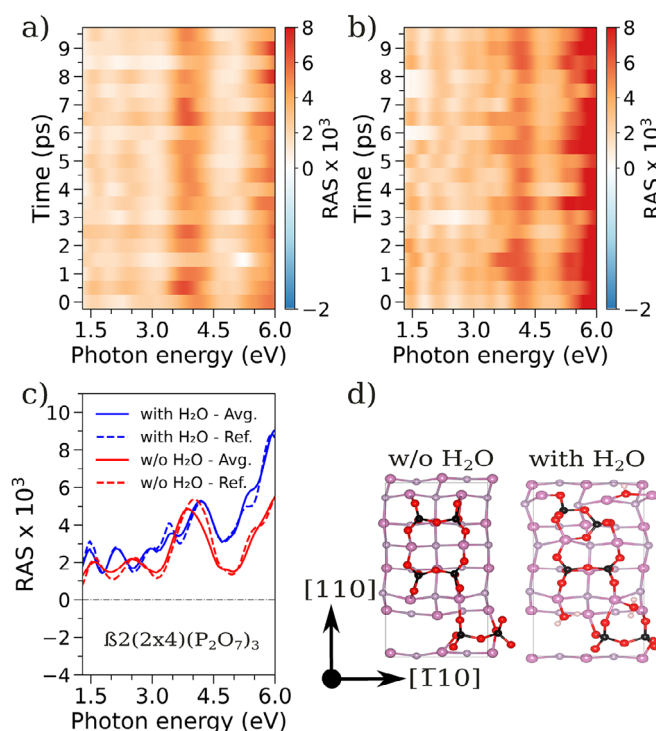 a)
9
8
7
6
5
4
3
2
1
0
Time (ps)
1.5 3.0 4.5 6.0
Photon energy (eV)
8
6
4
2
0
−2
RAS x 10³
b)
9
8
7
6
5
4
3
2
1
0
1.5 3.0 4.5 6.0
Photon energy (eV)
8
6
4
2
0
−2
RAS x 10³
c)
10
8
6
4
2
0
−2
−4
RAS x 10³
with H₂O - Avg.
with H₂O - Ref.
w/o H₂O - Avg.
w/o H₂O - Ref.
ß2(2x4)(P₂O₇)₃
1.5 3.0 4.5 6.0
Photon energy (eV)
d)
w/o H₂O with H₂O
[110]
[1̅10]